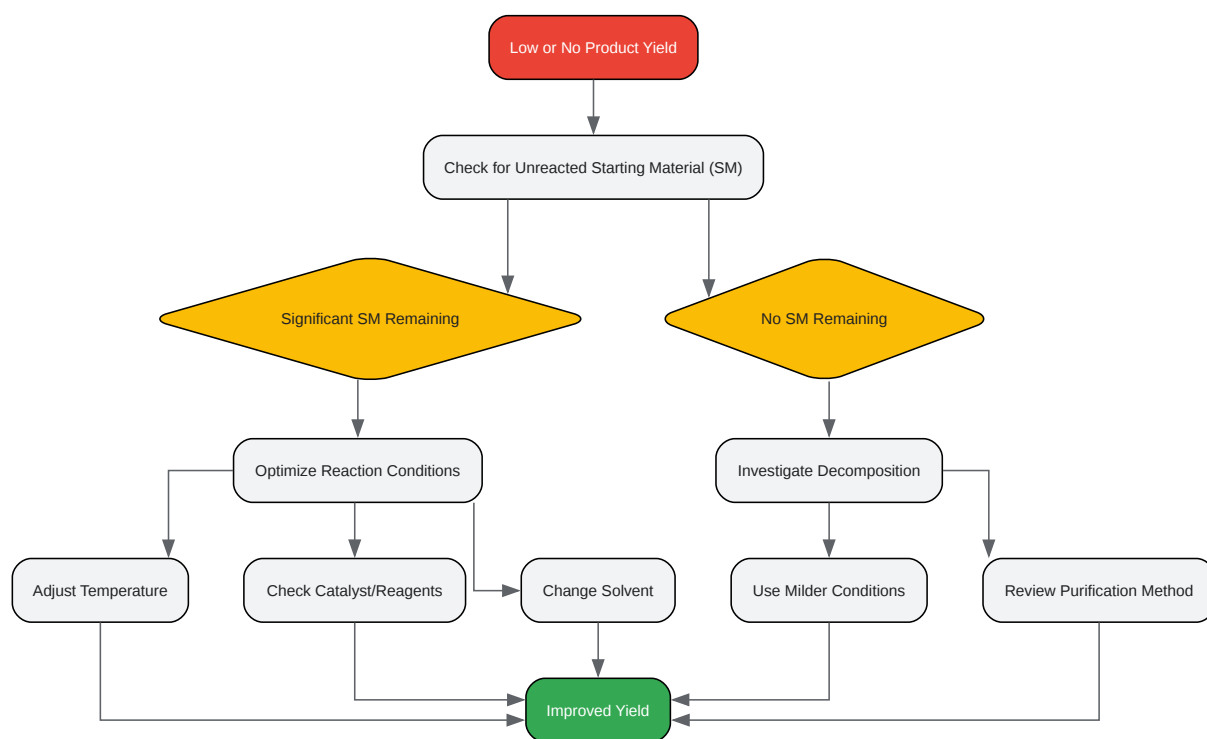 Low or No Product Yield
Check for Unreacted Starting Material (SM)
Significant SM Remaining
No SM Remaining
Optimize Reaction Conditions
Investigate Decomposition
Adjust Temperature
Check Catalyst/Reagents
Change Solvent
Use Milder Conditions
Review Purification Method
Improved Yield